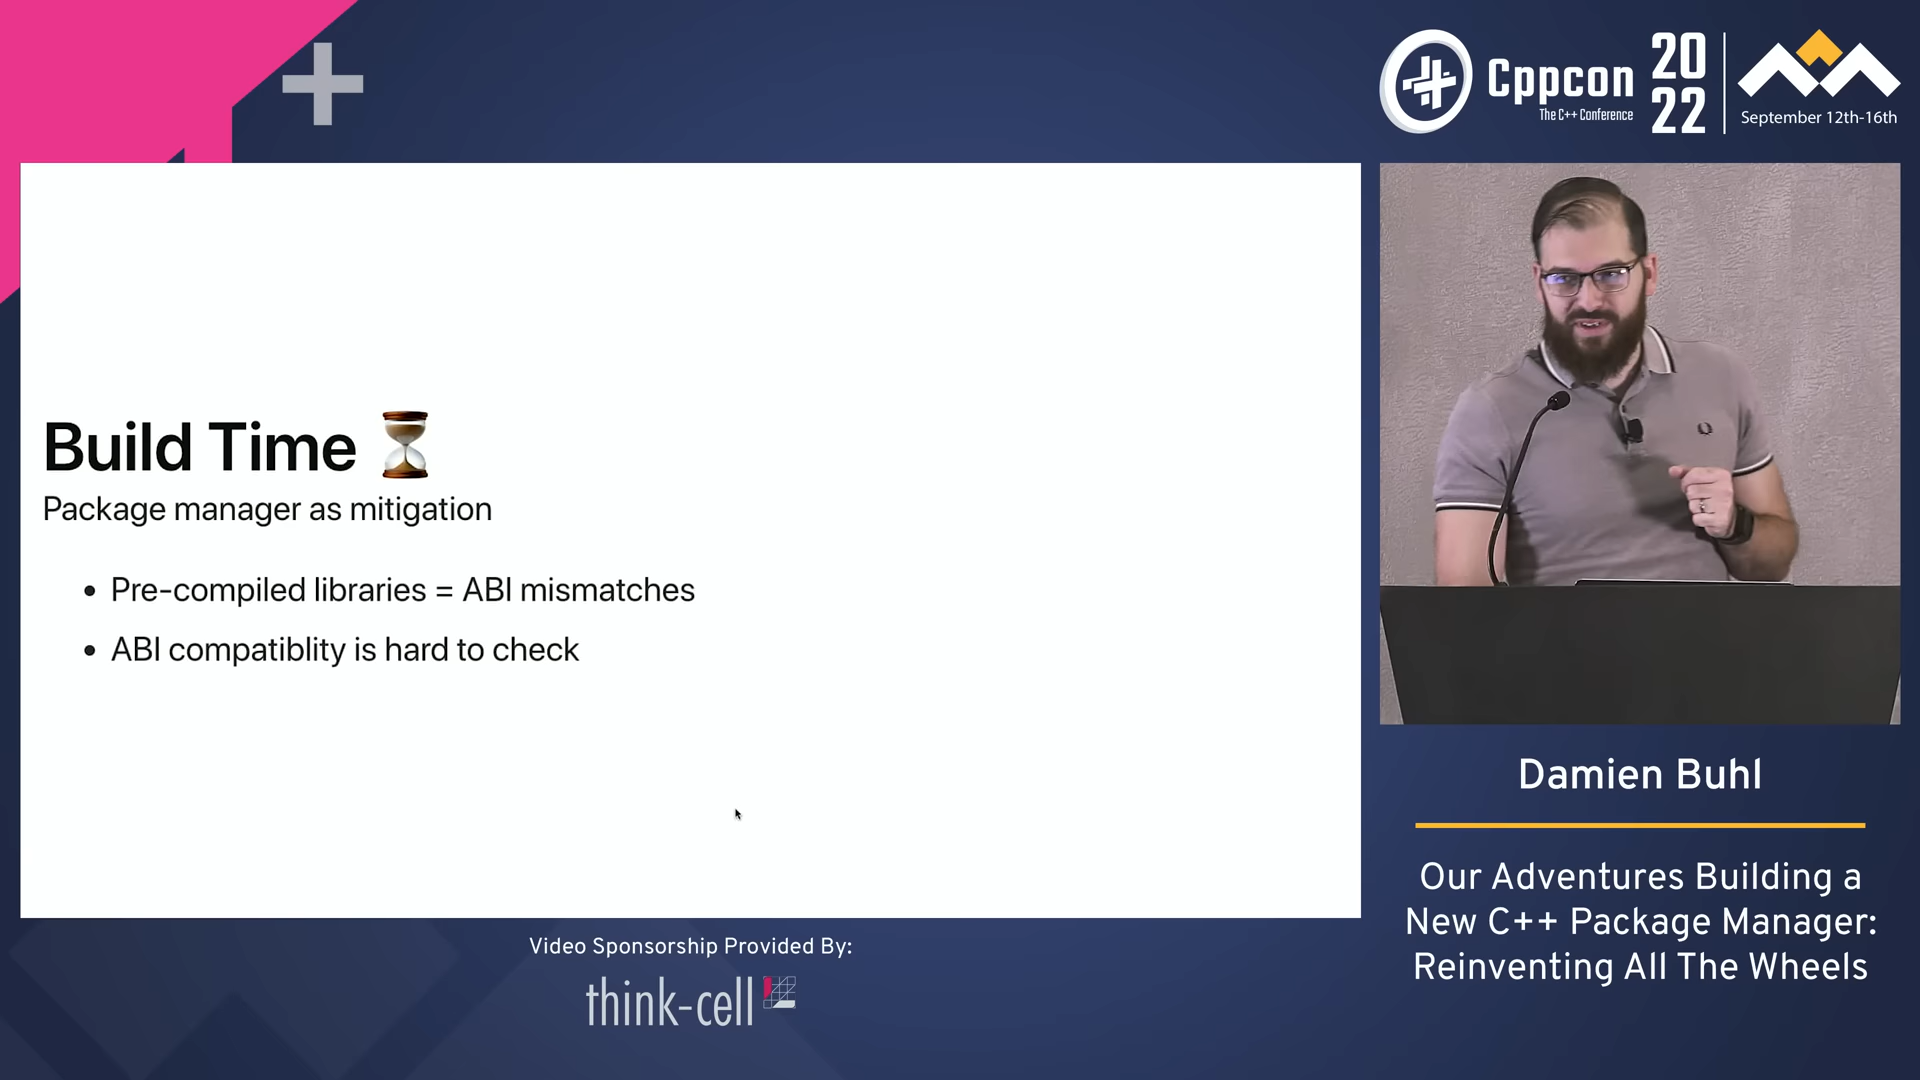 Cppcon
The C++ Conference
20
22
September 12th-16th
Build Time
Package manager as mitigation
• Pre-compiled libraries = ABI mismatches
• ABI compatiblity is hard to check
Damien Buhl
Our Adventures Building a
New C++ Package Manager:
Reinventing All The Wheels
Video Sponsorship Provided By:
think-cell